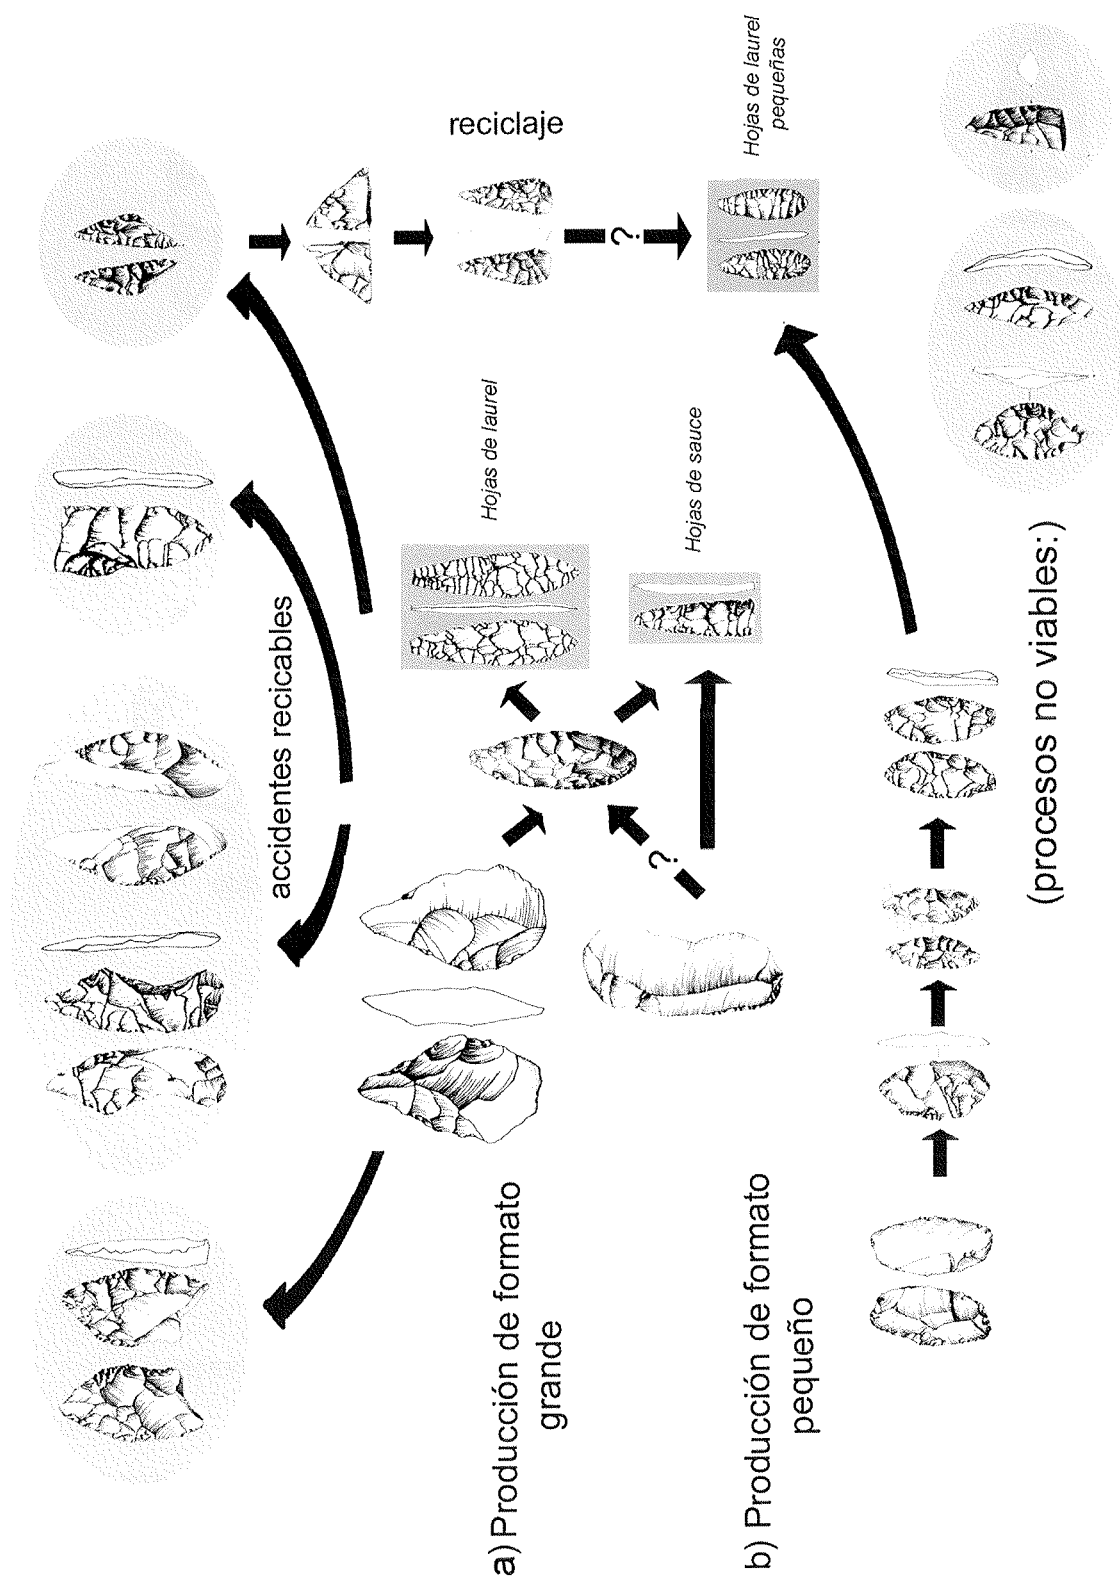 accidentes recicables
reciclaje
Hojas de laurel
Hojas de sauce
?
?
Hojas de laurel
pequeñas
a) Producción de formato
grande
b) Producción de formato
pequeño
(procesos no viables:)